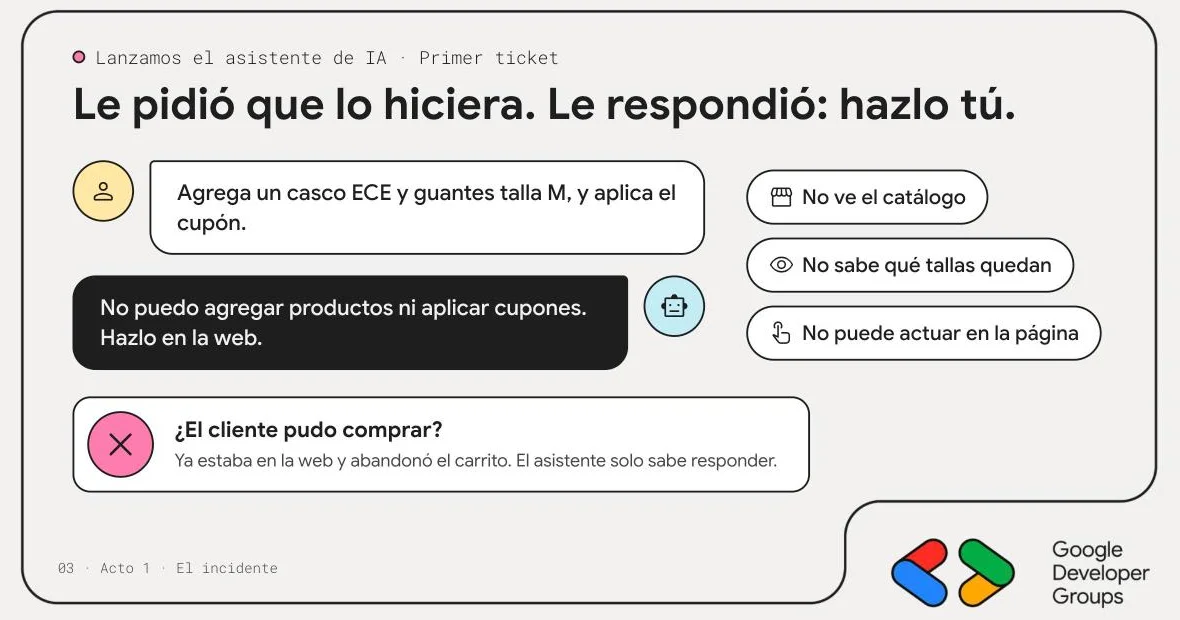 Lanzamos el asistente de IA · Primer ticket
Le pidió que lo hiciera. Le respondió: hazlo tú.
Agrega un casco ECE y guantes talla M, y aplica el
cupón.
No puedo agregar productos ni aplicar cupones.
Hazlo en la web.
No ve el catálogo
No sabe qué tallas quedan
No puede actuar en la página
¿El cliente pudo comprar?
Ya estaba en la web y abandonó el carrito. El asistente solo sabe responder.
03 · Acto 1 · El incidente
Google
Developer
Groups